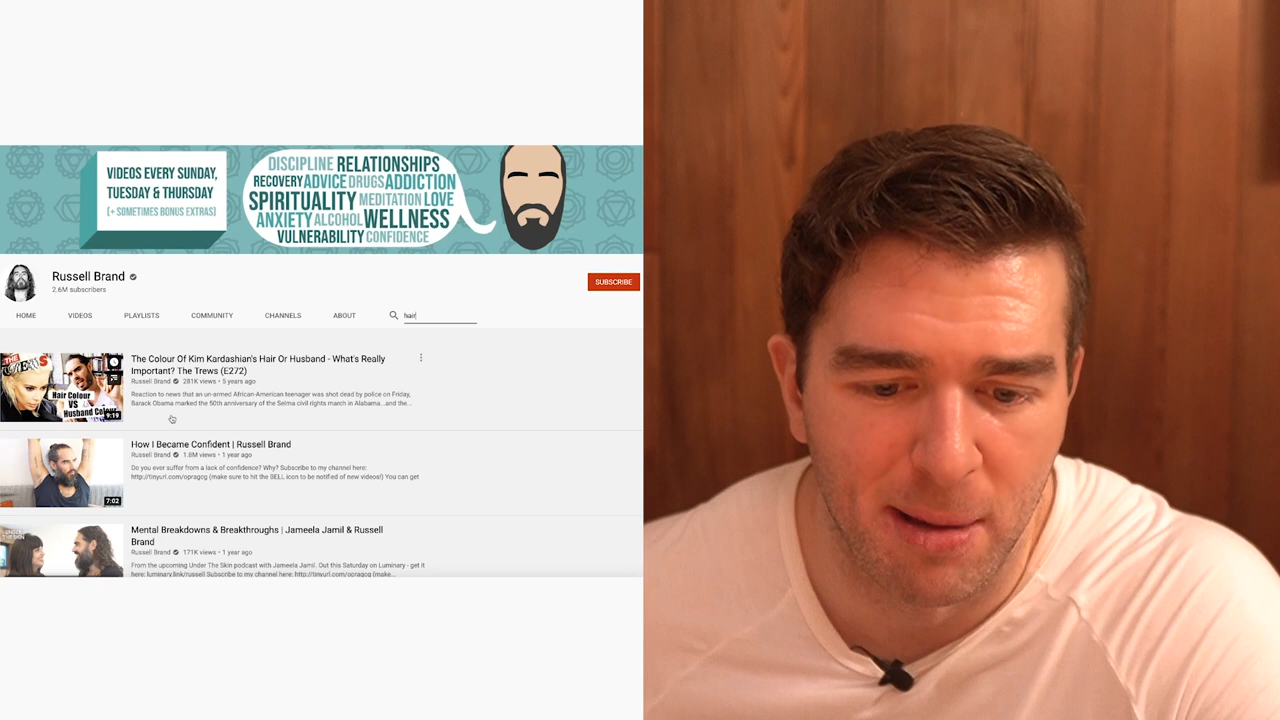 VIDEOS EVERY SUNDAY,
TUESDAY & THURSDAY
(+ SOMETIMES BONUS EXTRAS)
DISCIPLINE RELATIONSHIPS
RECOVERY ADVICE DRUGS ADDICTION
SPIRITUALITY MEDITATION LOVE
ANXIETY ALCOHOL WELLNESS
VULNERABILITY CONFIDENCE
Russell Brand
2.6M subscribers
SUBSCRIBE
HOME VIDEOS PLAYLISTS COMMUNITY CHANNELS ABOUT hair
THE
Hair Colour
VS
Husband Colour
6:19
The Colour Of Kim Kardashian's Hair Or Husband - What's Really
Important? The Trews (E272)
Russell Brand 281K views • 5 years ago
Reaction to news that an un-armed African-American teenager was shot dead by police on Friday,
Barack Obama marked the 50th anniversary of the Selma civil rights march in Alabama...and the...
7:02
How I Became Confident | Russell Brand
Russell Brand 1.8M views • 1 year ago
Do you ever suffer from a lack of confidence? Why? Subscribe to my channel here:
http://tinyurl.com/opragcg (make sure to hit the BELL icon to be notified of new videos!) You can get
Mental Breakdowns & Breakthroughs | Jameela Jamil & Russell
Brand
Russell Brand 171K views • 1 year ago
From the upcoming Under The Skin podcast with Jameela Jamil. Out this Saturday on Luminary - get it
here: luminary.link/russell Subscribe to my channel here: http://tinyurl.com/opragcg (make...